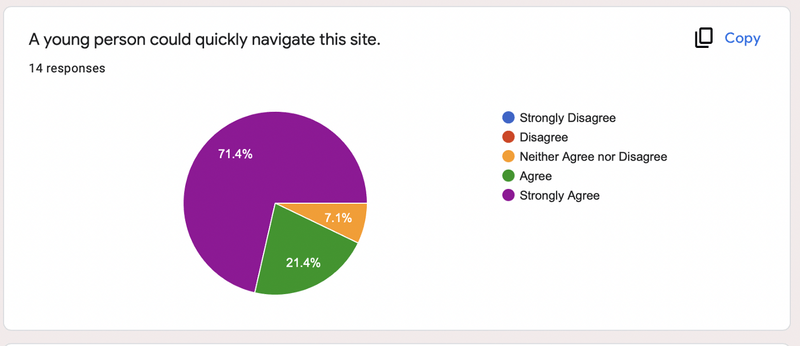 A young person could quickly navigate this site.
Copy
14 responses
71.4%
7.1%
21.4%
Strongly Disagree
Disagree
Neither Agree nor Disagree
Agree
Strongly Agree